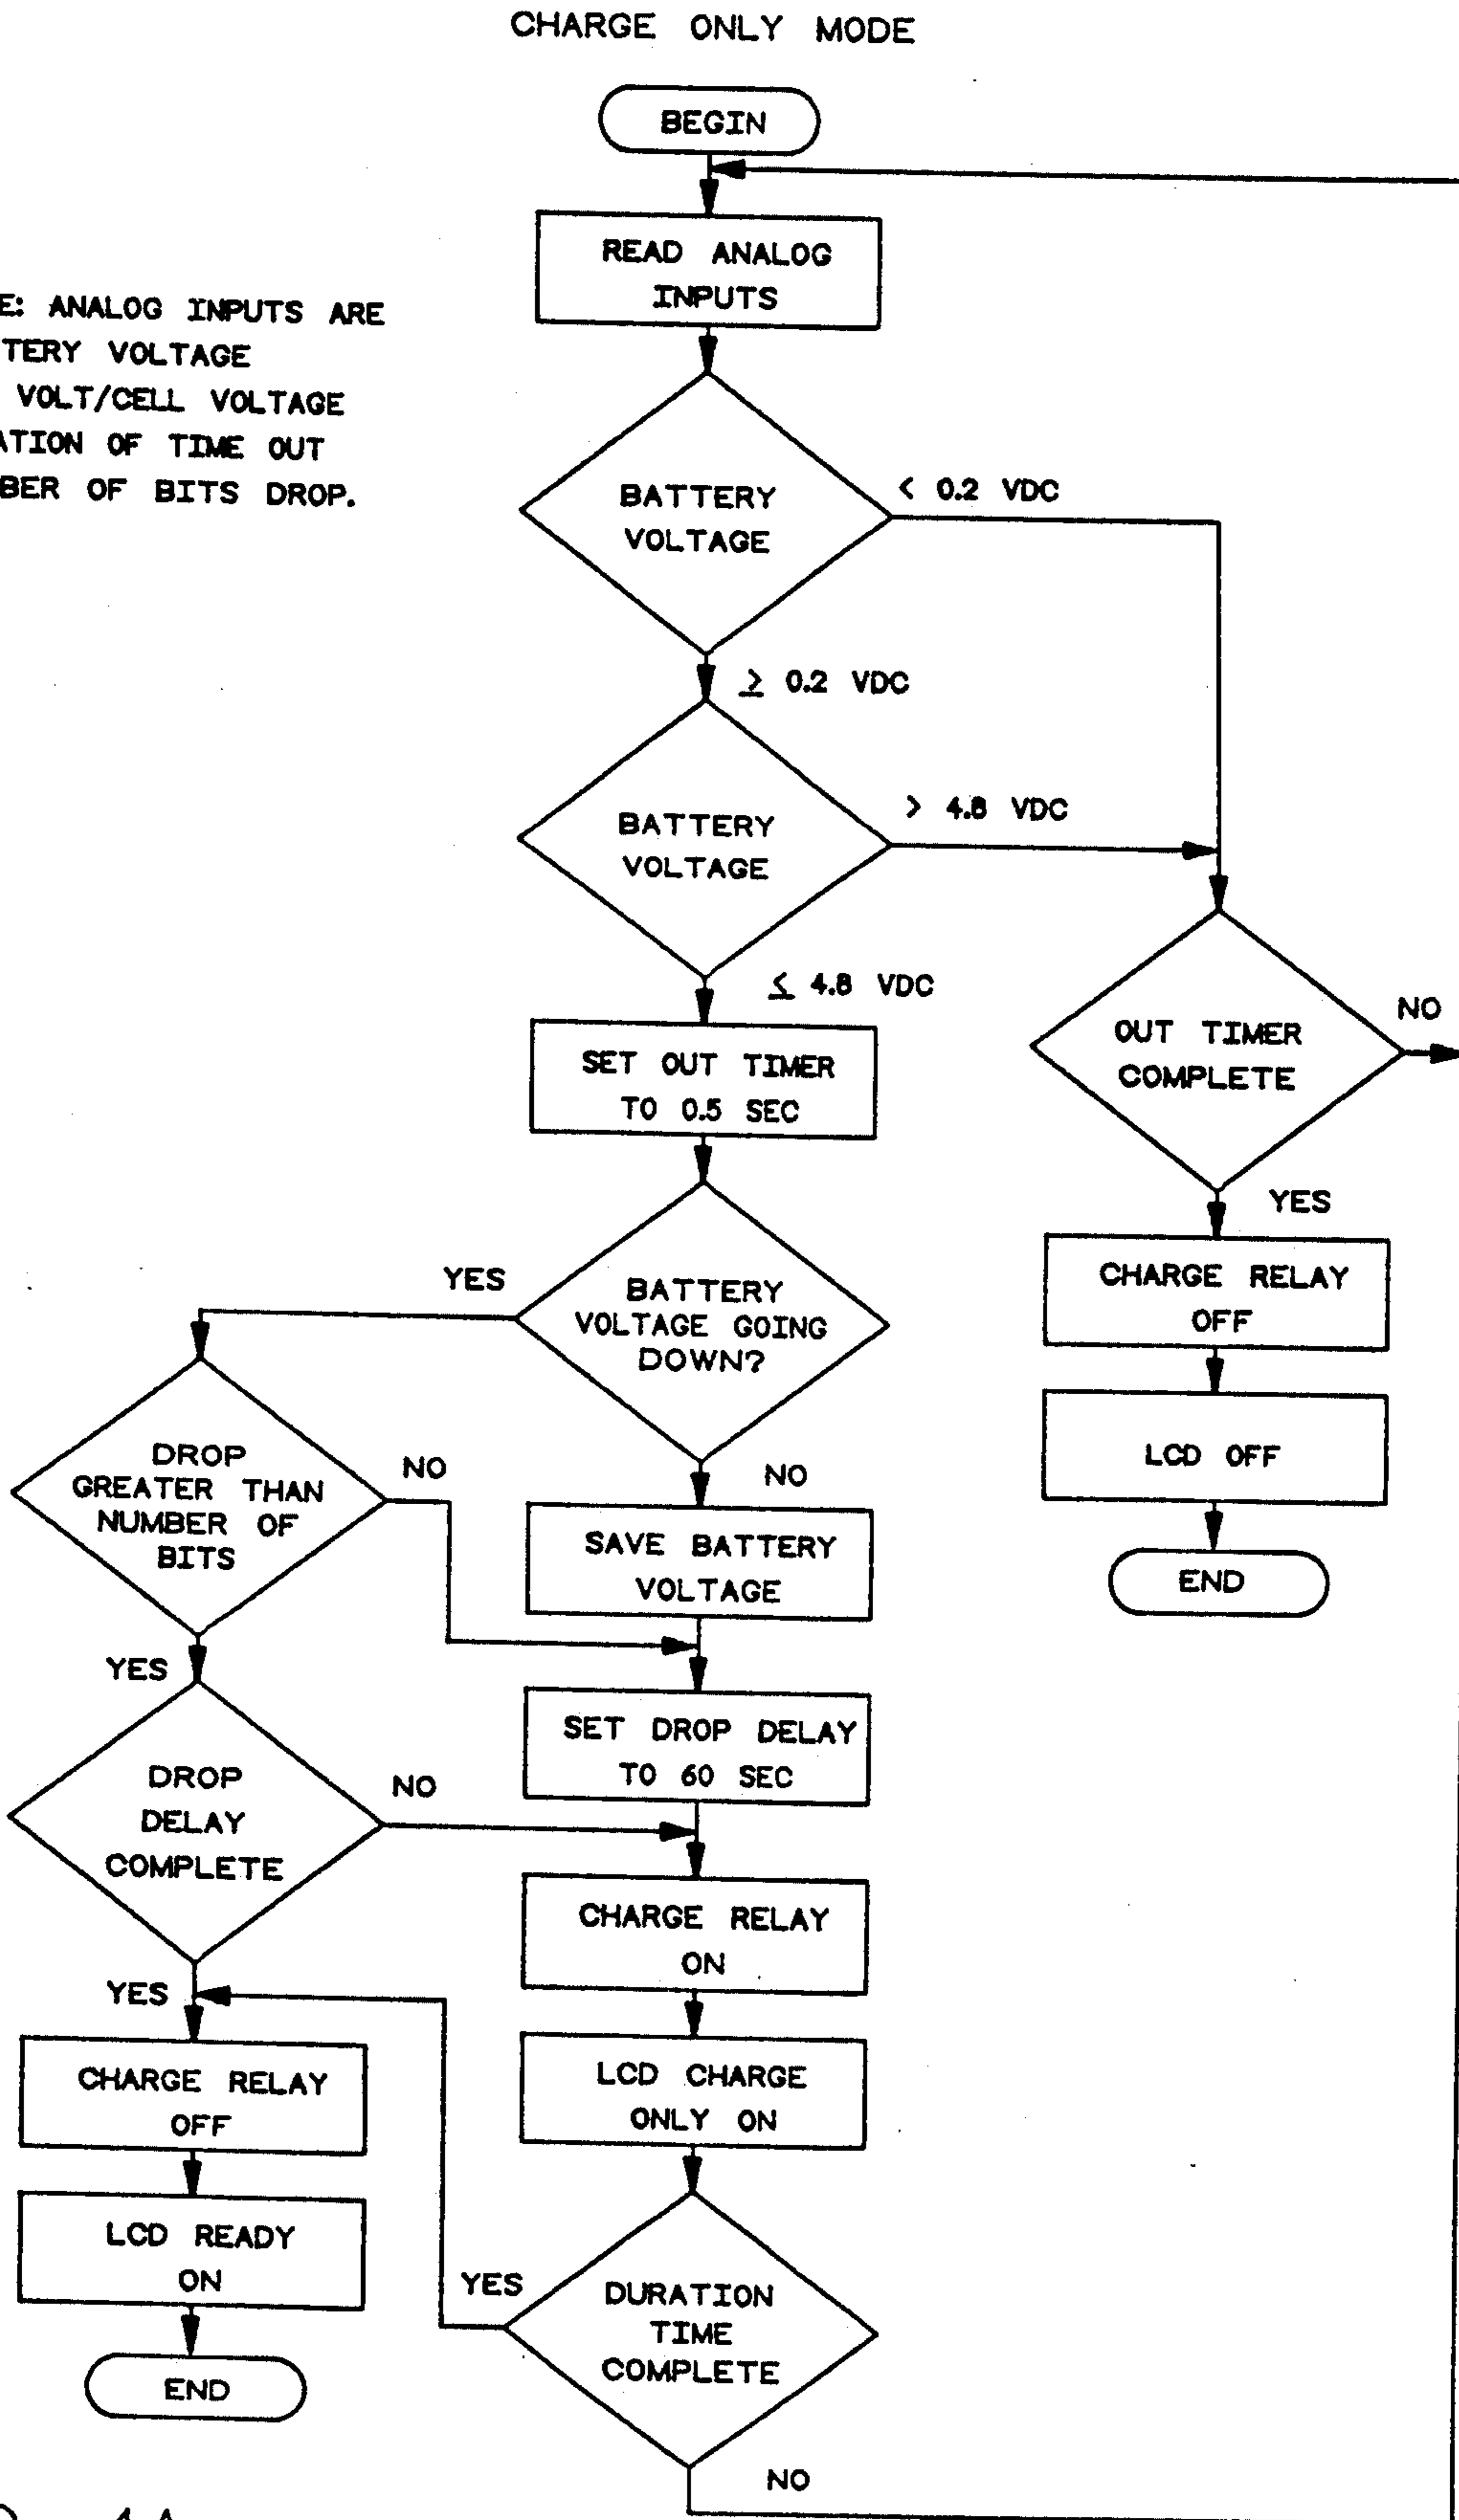 CHARGE ONLY MODE
BEGIN
READ ANALOG
INPUTS
E: ANALOG INPUTS ARE
TERY VOLTAGE
VOLT/CELL VOLTAGE
ATION OF TIME OUT
BER OF BITS DROP.
BATTERY
VOLTAGE
< 0.2 VDC
≥ 0.2 VDC
BATTERY
VOLTAGE
> 4.8 VDC
≤ 4.8 VDC
SET OUT TIMER
TO 0.5 SEC
OUT TIMER
COMPLETE
NO
YES
CHARGE RELAY
OFF
LCD OFF
END
BATTERY
VOLTAGE GOING
DOWN?
YES
NO
DROP
GREATER THAN
NUMBER OF
BITS
NO
YES
SAVE BATTERY
VOLTAGE
SET DROP DELAY
TO 60 SEC
DROP
DELAY
COMPLETE
NO
YES
CHARGE RELAY
ON
CHARGE RELAY
OFF
LCD CHARGE
ONLY ON
LCD READY
ON
END
DURATION
TIME
COMPLETE
YES
NO